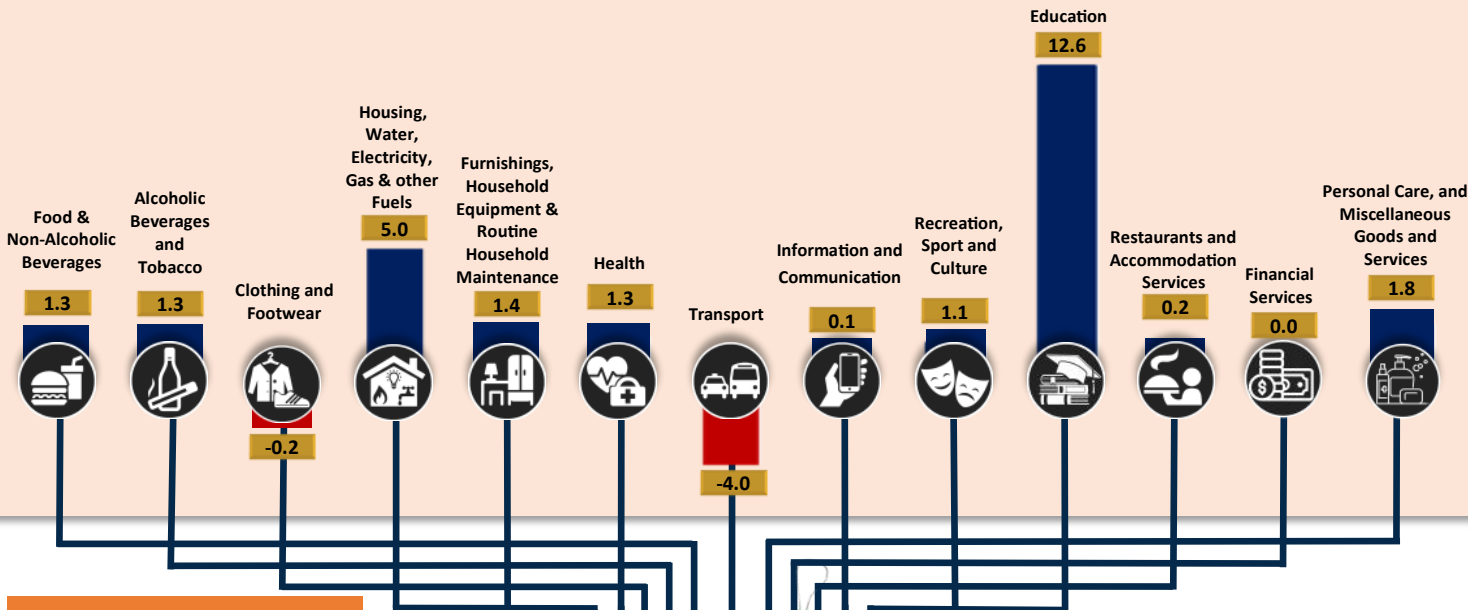 Food &
Non-Alcoholic
Beverages
1.3
Alcoholic
Beverages
and
Tobacco
1.3
Clothing and
Footwear
-0.2
Housing,
Water,
Electricity,
Gas & other
Fuels
5.0
Furnishings,
Household
Equipment &
Routine
Household
Maintenance
1.4
Health
1.3
Transport
-4.0
Information and
Communication
0.1
Recreation,
Sport and
Culture
1.1
Education
12.6
Restaurants and
Accommodation
Services
0.2
Financial
Services
0.0
Personal Care, and
Miscellaneous
Goods and
Services
1.8